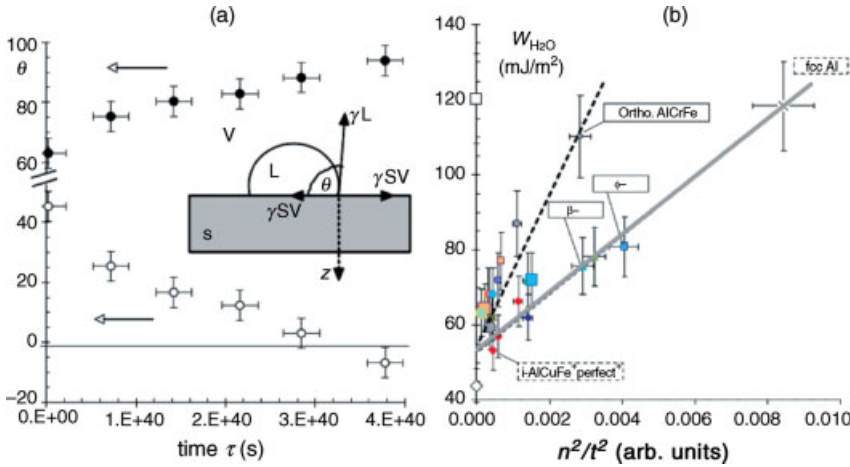 (a)
100
θ
80
60
60
40
20
0
−20
0.E+00
1.E+40
2.E+40
3.E+40
4.E+40
time τ (s)
V
L
γL
θ
γSV
γSV
s
z
(b)
140
120
100
80
60
40
W_H2O
(mJ/m²)
foc Al
Ortho. AlCrFe
φ–
β–
i-AlCuFe "perfect"
0.000
0.002
0.004
0.006
0.008
0.010
n²/t² (arb. units)